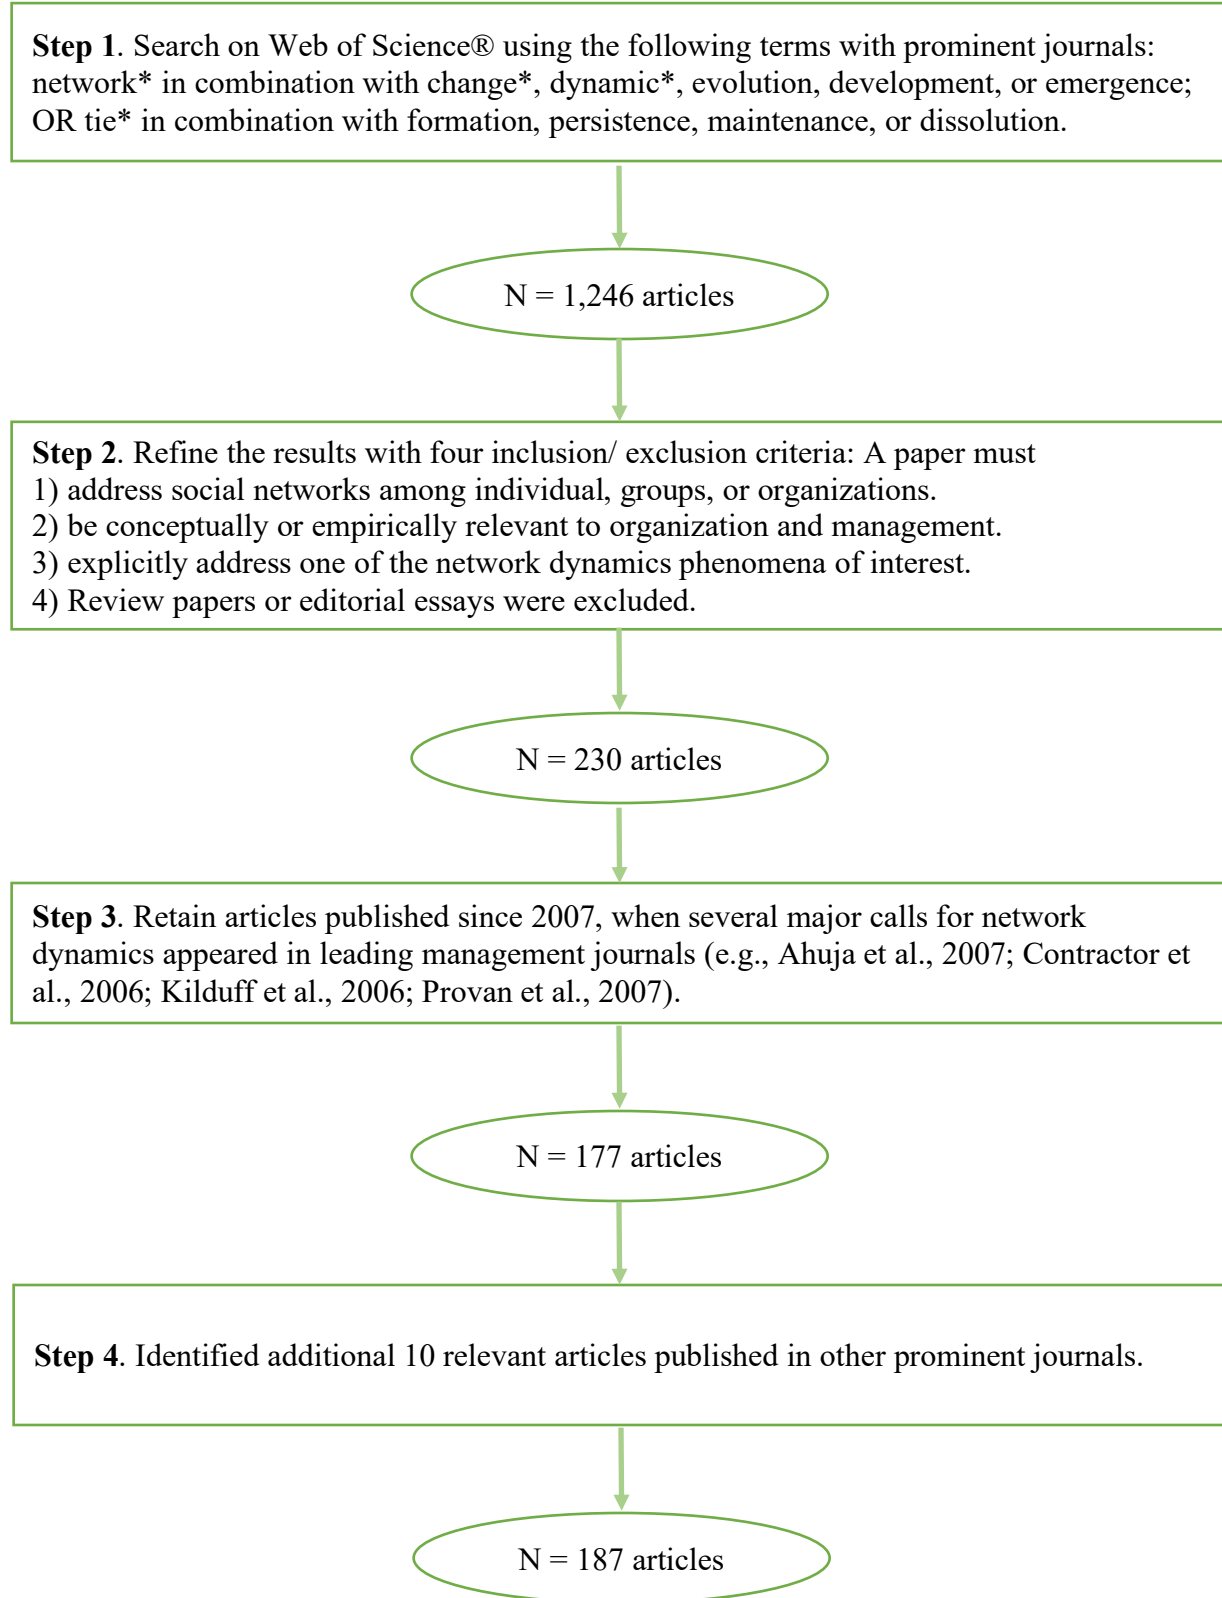 Step 1. Search on Web of Science® using the following terms with prominent journals:
network* in combination with change*, dynamic*, evolution, development, or emergence;
OR tie* in combination with formation, persistence, maintenance, or dissolution.
N = 1,246 articles
Step 2. Refine the results with four inclusion/ exclusion criteria: A paper must
1) address social networks among individual, groups, or organizations.
2) be conceptually or empirically relevant to organization and management.
3) explicitly address one of the network dynamics phenomena of interest.
4) Review papers or editorial essays were excluded.
N = 230 articles
Step 3. Retain articles published since 2007, when several major calls for network
dynamics appeared in leading management journals (e.g., Ahuja et al., 2007; Contractor et
al., 2006; Kilduff et al., 2006; Provan et al., 2007).
N = 177 articles
Step 4. Identified additional 10 relevant articles published in other prominent journals.
N = 187 articles